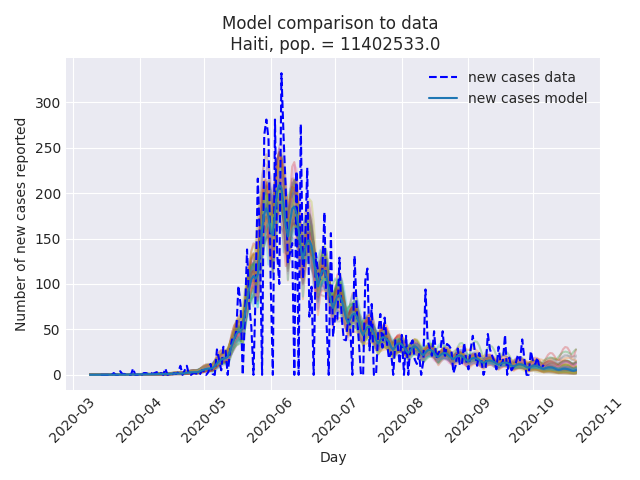 Model comparison to data
Haiti, pop. = 11402533.0
new cases data
new cases model
Number of new cases reported
300
250
200
150
100
50
0
2020-03
2020-04
2020-05
2020-06
2020-07
2020-08
2020-09
2020-10
2020-11
Day